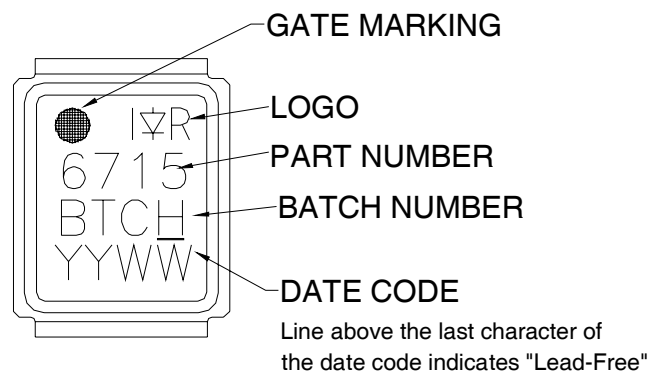 GATE MARKING
I R
LOGO
6715
PART NUMBER
BTCH
BATCH NUMBER
YYWW
DATE CODE
Line above the last character of
the date code indicates "Lead-Free"